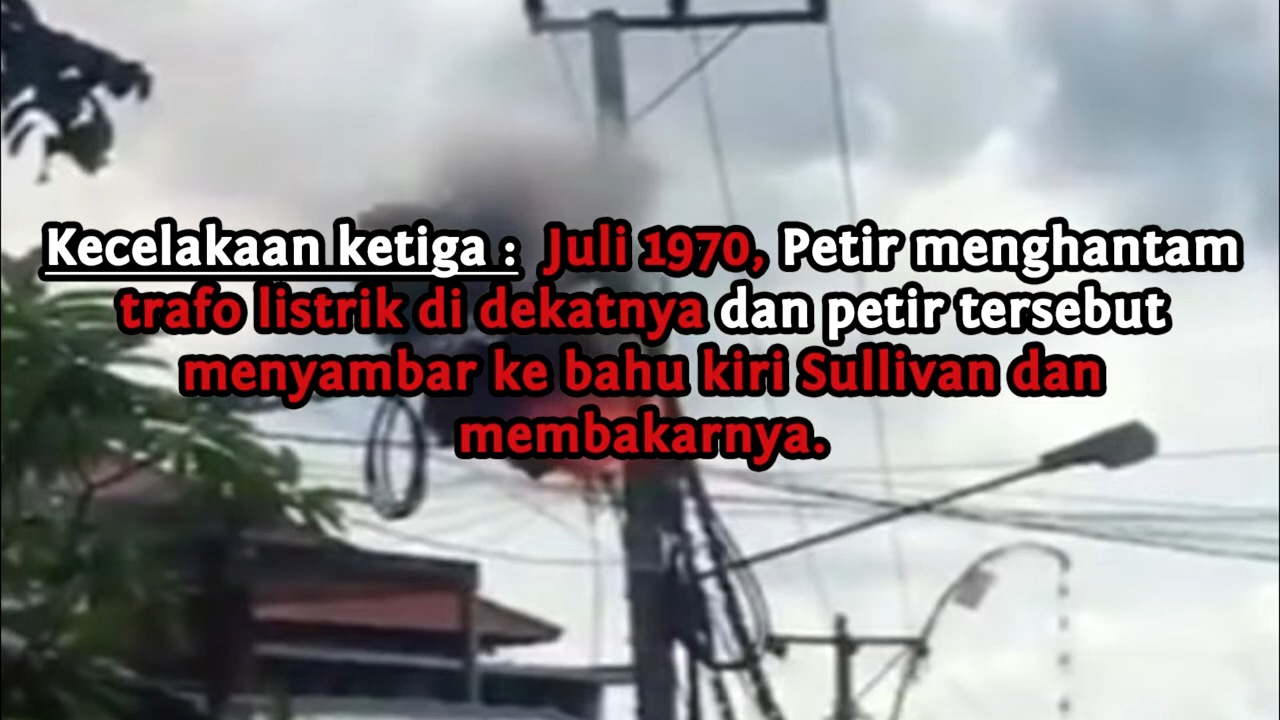 Kecelakaan ketiga : Juli 1970, Petir menghantam
trafo listrik di dekatnya dan petir tersebut
menyambar ke bahu kiri Sullivan dan
membakarnya.